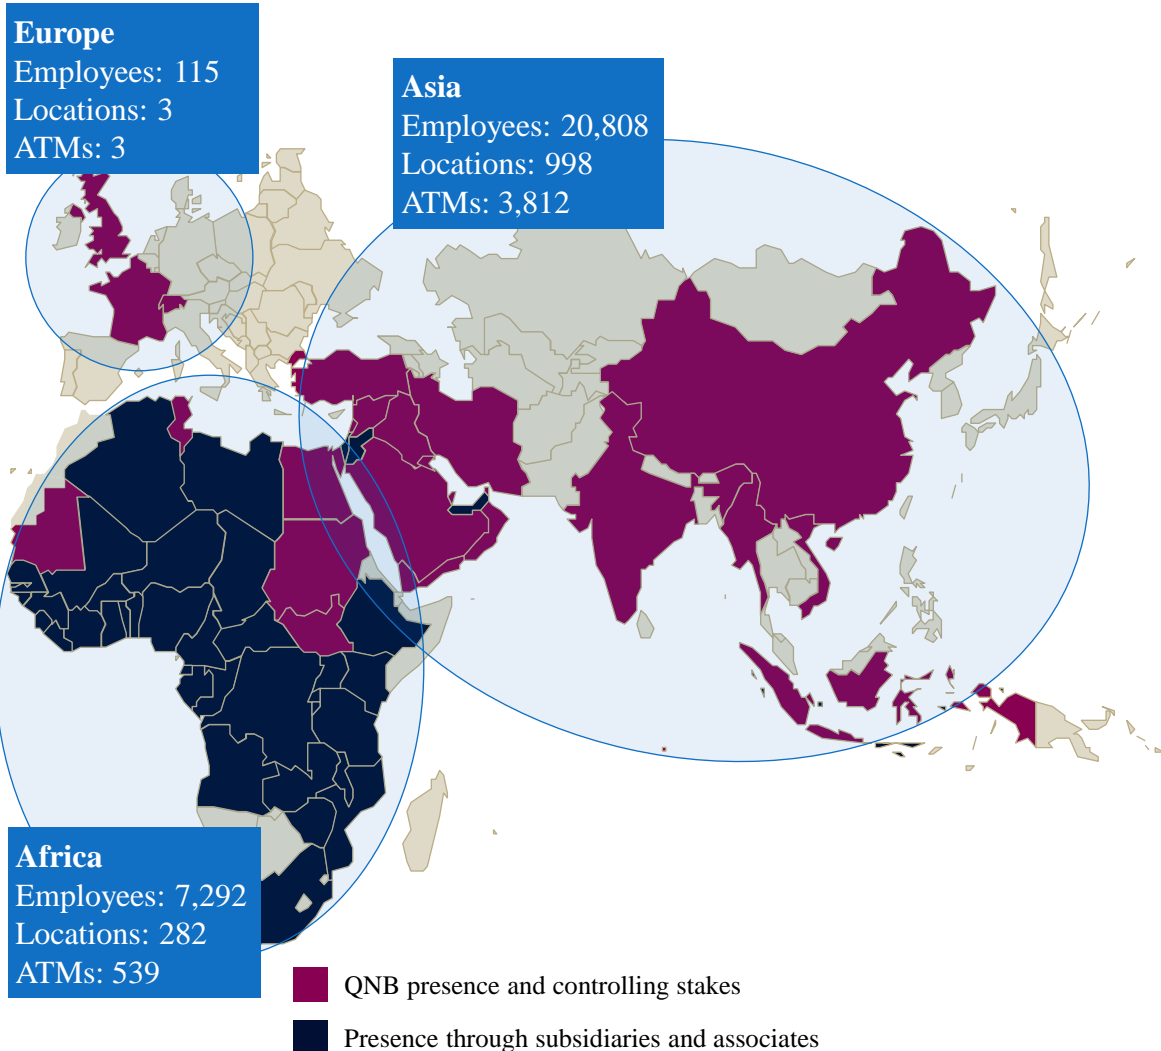 Europe
Employees: 115
Locations: 3
ATMs: 3
Asia
Employees: 20,808
Locations: 998
ATMs: 3,812
Africa
Employees: 7,292
Locations: 282
ATMs: 539
QNB presence and controlling stakes
Presence through subsidiaries and associates